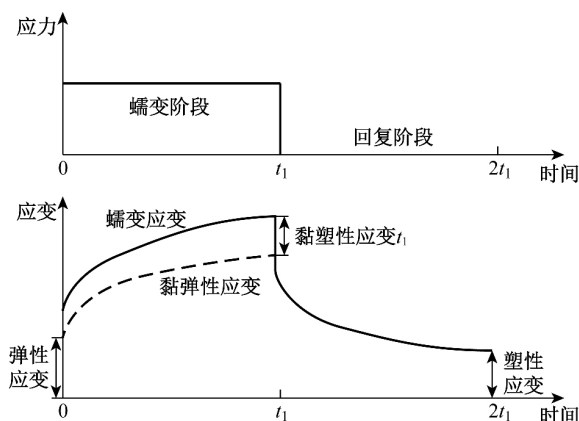 应力
蠕变阶段
回复阶段
0
t₁
2t₁
时间
应变
蠕变应变
黏塑性应变t₁
黏弹性应变
弹性
应变
塑性
应变
0
t₁
2t₁
时间